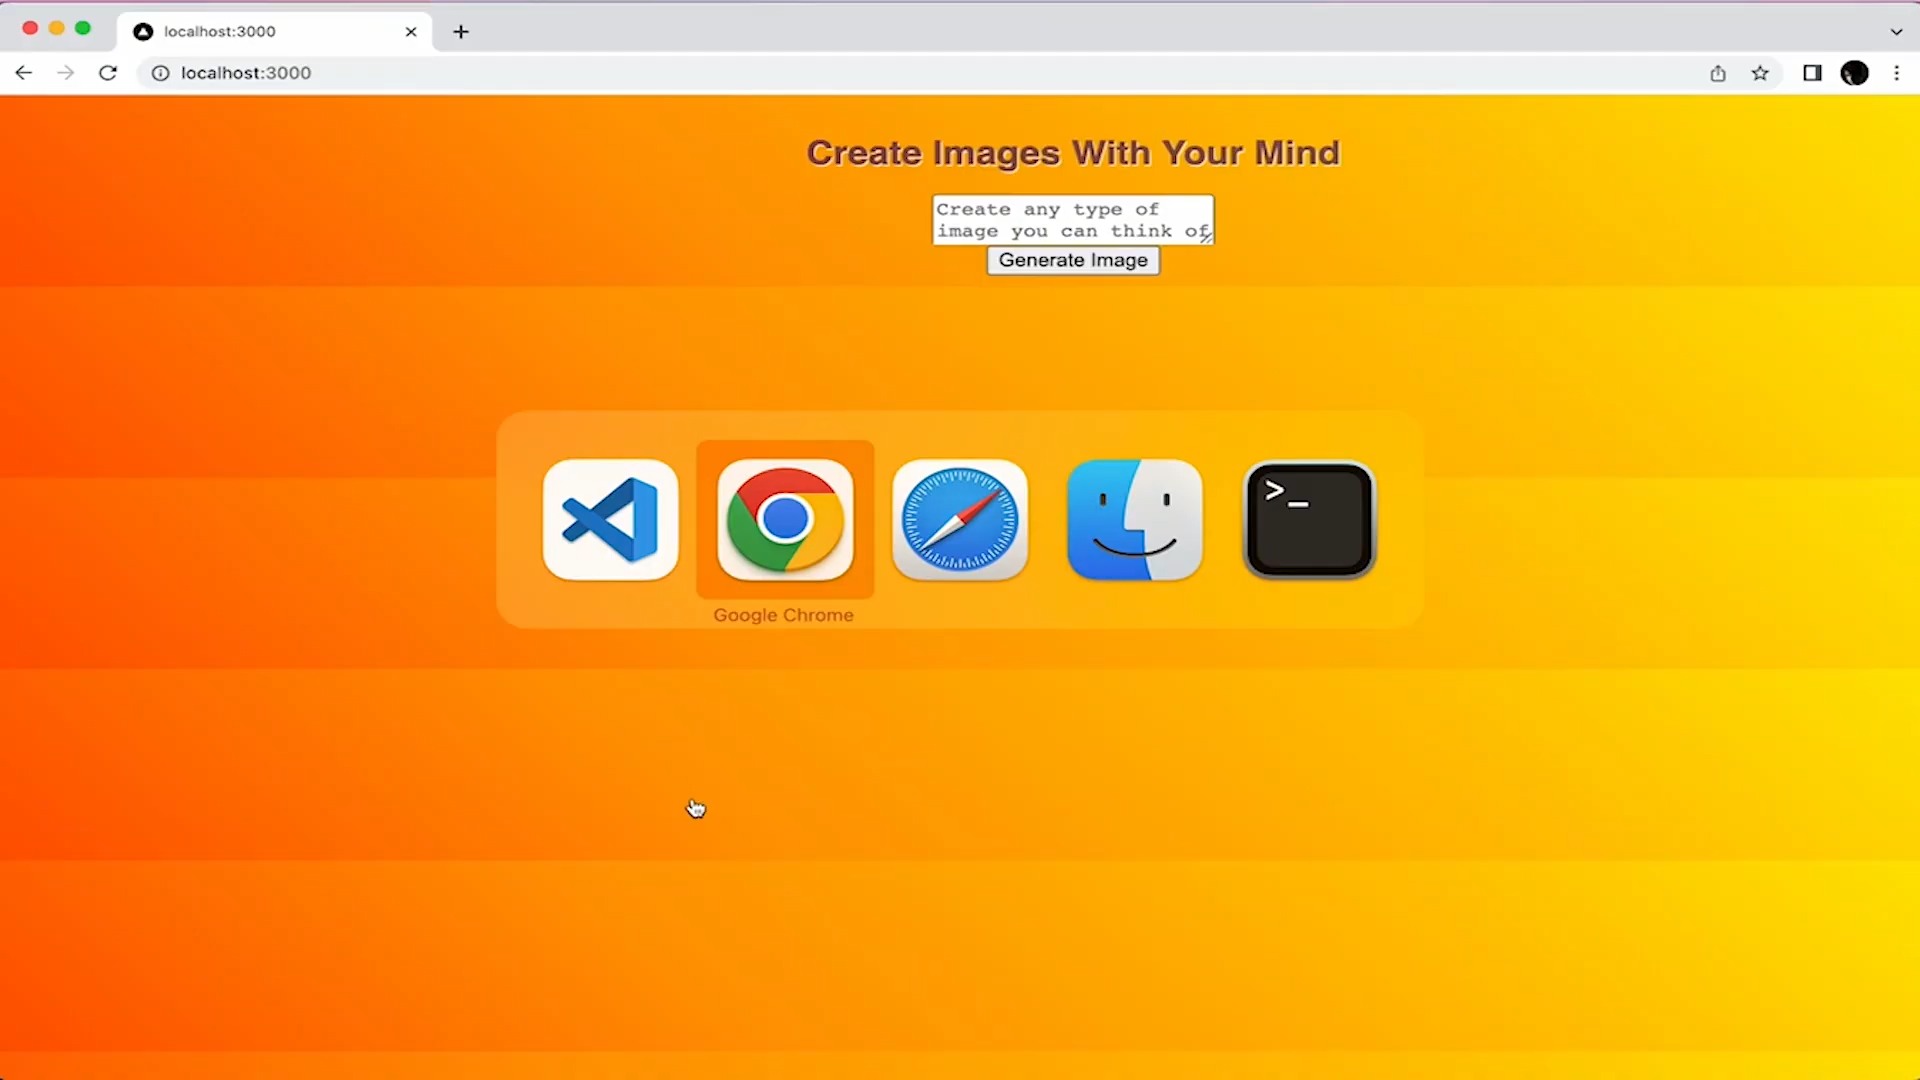 localhost:3000
localhost:3000
Create Images With Your Mind
Create any type of
image you can think of
Generate Image
>_
Google Chrome